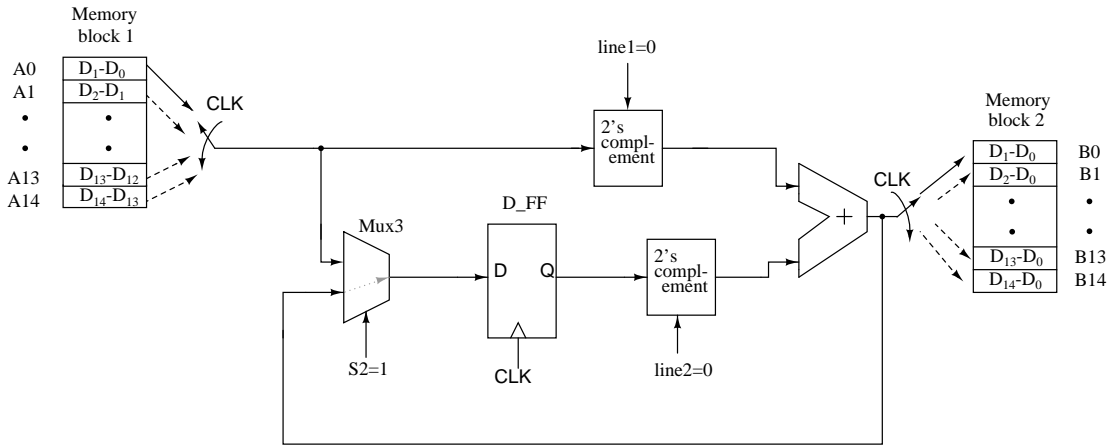 Memory
block 1
A0
D1-D0
A1
D2-D1
A13
D13-D12
A14
D14-D13
CLK
line1=0
2's
compl-
ement
Mux3
S2=1
D_FF
D
Q
CLK
2's
compl-
ement
line2=0
+
CLK
Memory
block 2
D1-D0
B0
D2-D0
B1
D13-D0
B13
D14-D0
B14